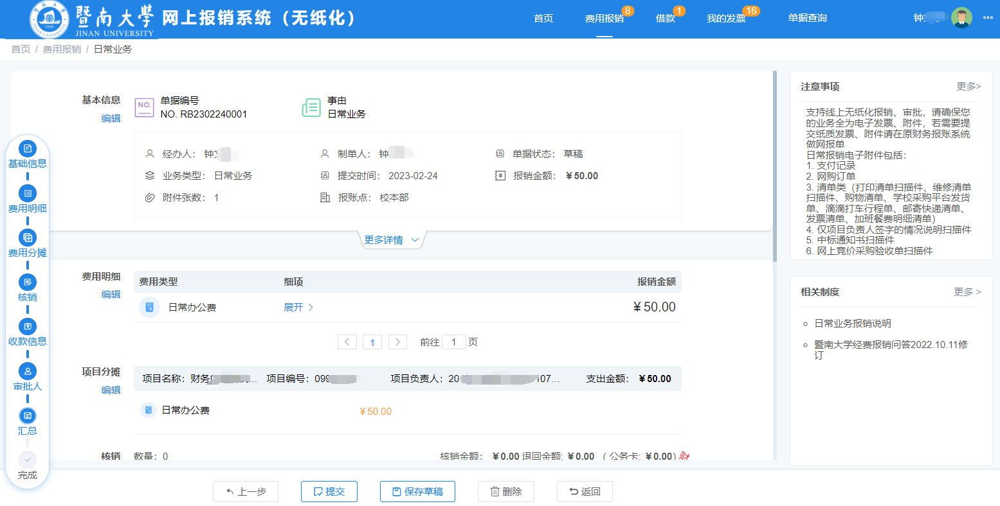 暨南大学
JINAN UNIVERSITY
网上报销系统（无纸化）
首页
费用报销 8
借款 1
我的发票 16
单据查询
钟
首页 / 费用报销 / 日常业务
基本信息
编辑
NO.
单据编号
NO. RB2302240001
事由
日常业务
经办人： 钟
制单人： 钟
单据状态： 草稿
业务类型： 日常业务
提交时间： 2023-02-24
报销金额： ￥50.00
附件张数： 1
报账点： 校本部
更多详情
基础信息
费用明细
费用分摊
核销
收款信息
审批人
汇总
完成
费用明细
编辑
费用类型 细项 报销金额
日常办公费 展开 ￥50.00
1 前往 1 页
项目分摊
编辑
项目名称：财务 ... 项目编号：099 项目负责人：20 107... 支出金额： ￥50.00
日常办公费 ￥50.00
核销 数量：0 核销金额： ￥0.00 退回金额: ￥0.00 （公务卡: ￥0.00） 财
上一步 提交 保存草稿 删除 返回
注意事项 更多>
支持线上无纸化报销、审批，请确保您
的业务全为电子发票、附件，若需要提
交纸质发票、附件请在原财务报账系统
做网报单
日常报销电子附件包括：
1. 支付记录
2. 网购订单
3. 清单类（打印清单扫描件、维修清单
扫描件、购物清单、学校采购平台发货
单、滴滴打车行程单、邮寄快递清单、
发票清单、加班餐费明细清单）
4. 仅项目负责人签字的情况说明扫描件
5. 中标通知书扫描件
6. 网上竞价采购验收单扫描件
相关制度 更多 >
日常业务报销说明
暨南大学经费报销问答2022.10.11修
订